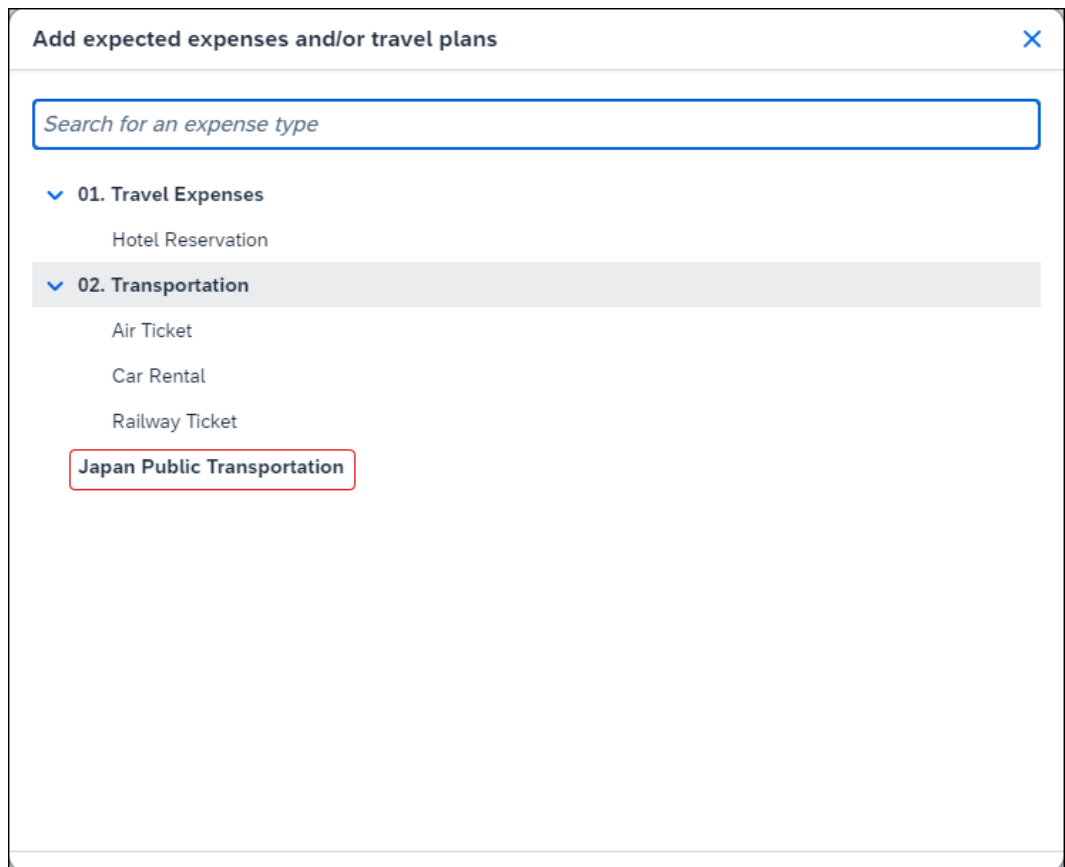 Add expected expenses and/or travel plans
Search for an expense type
01. Travel Expenses
Hotel Reservation
02. Transportation
Air Ticket
Car Rental
Railway Ticket
Japan Public Transportation